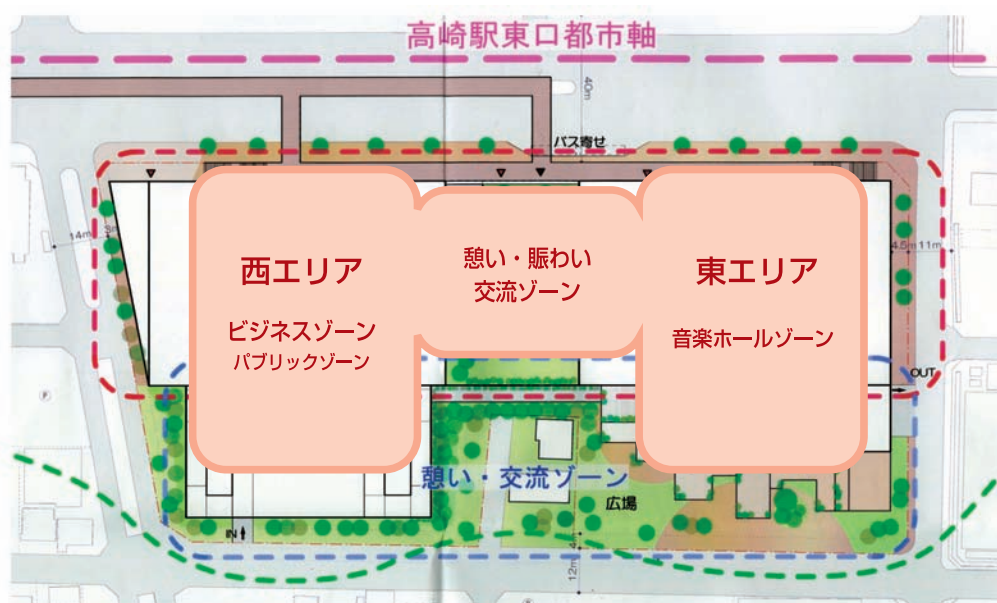 高崎駅東口都市軸
40m
バス寄せ
14m
3m
4.5m
11m
西エリア
ビジネスゾーン
パブリックゾーン
憩い・賑わい
交流ゾーン
東エリア
音楽ホールゾーン
OUT
P
憩い・交流ゾーン
広場
IN
4m
12m